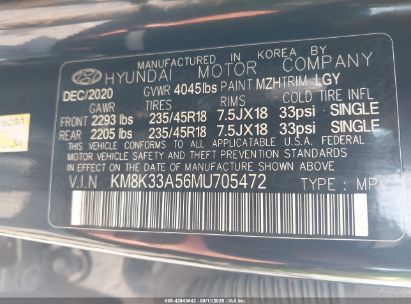 MANUFACTURED IN KOREA BY
HYUNDAI MOTOR COMPANY
DEC/2020 GVWR 4045lbs PAINT MZH TRIM LGY
GAWR TIRES RIMS COLD TIRE INFL
FRONT 2293 lbs 235/45R18 7.5JX18 33psi SINGLE
REAR 2205 lbs 235/45R18 7.5JX18 33psi SINGLE
THIS VEHICLE CONFORMS TO ALL APPLICABLE U.S.A FEDERAL
MOTOR VEHICLE SAFETY BUMPER, AND THEFT PREVENTION STANDARDS
IN EFFECT ON THE DATE OF MANUFACTURE SHOWN ABOVE.
V.I.N KM8K33A56MU705472 TYPE : MPV